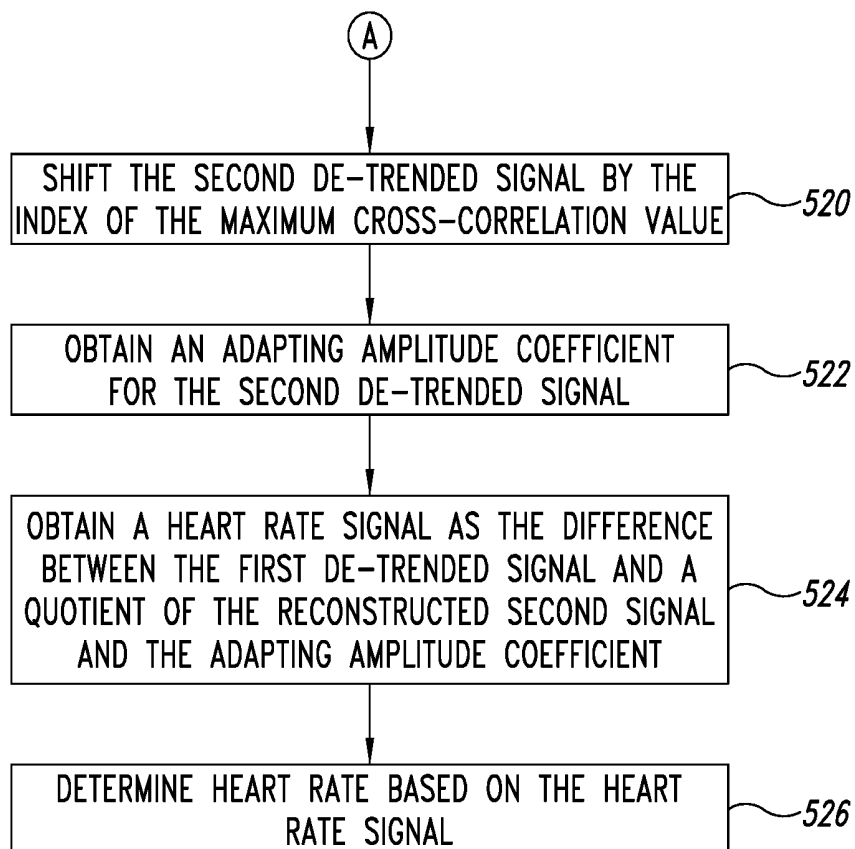 A
SHIFT THE SECOND DE-TRENDED SIGNAL BY THE
INDEX OF THE MAXIMUM CROSS-CORRELATION VALUE
520
OBTAIN AN ADAPTING AMPLITUDE COEFFICIENT
FOR THE SECOND DE-TRENDED SIGNAL
522
OBTAIN A HEART RATE SIGNAL AS THE DIFFERENCE
BETWEEN THE FIRST DE-TRENDED SIGNAL AND A
QUOTIENT OF THE RECONSTRUCTED SECOND SIGNAL
AND THE ADAPTING AMPLITUDE COEFFICIENT
524
DETERMINE HEART RATE BASED ON THE HEART
RATE SIGNAL
526